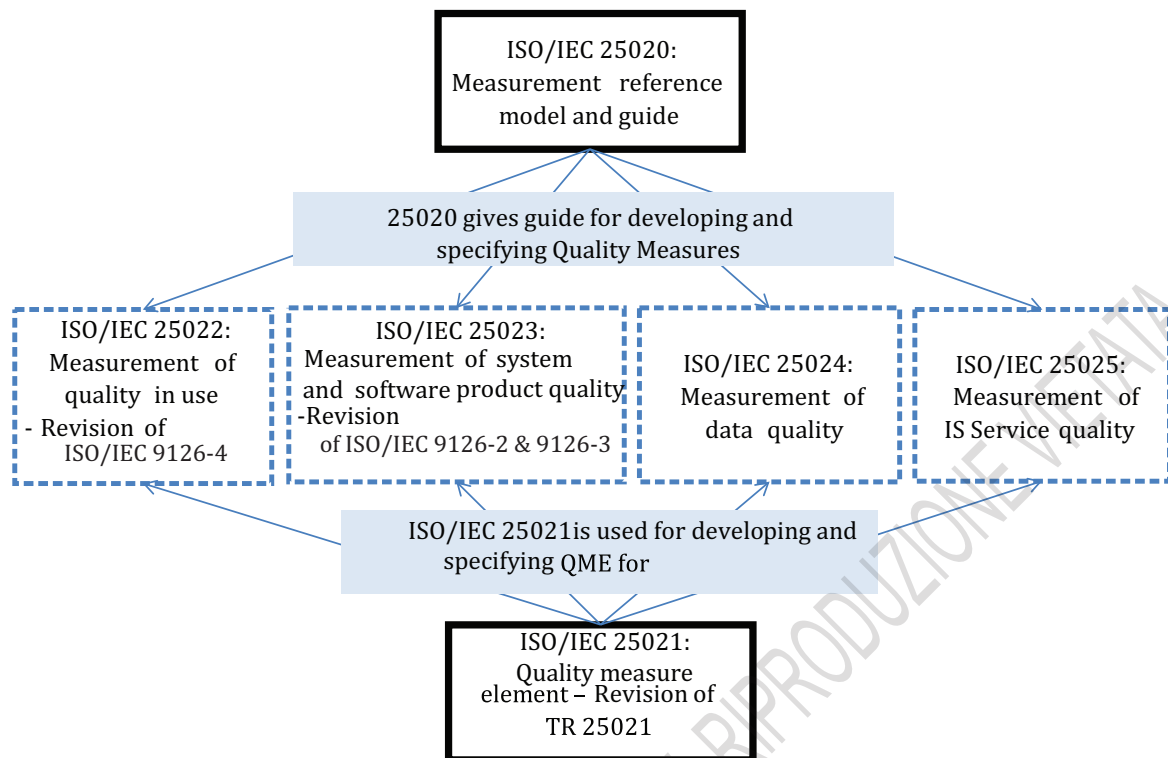 ISO/IEC 25020:
Measurement reference
model and guide
25020 gives guide for developing and
specifying Quality Measures
ISO/IEC 25022:
Measurement of
quality in use
- Revision of
ISO/IEC 9126-4
ISO/IEC 25023:
Measurement of system
and software product quality
-Revision
of ISO/IEC 9126-2 & 9126-3
ISO/IEC 25024:
Measurement of
data quality
ISO/IEC 25025:
Measurement of
IS Service quality
ISO/IEC 25021is used for developing and
specifying QME for
ISO/IEC 25021:
Quality measure
element – Revision of
TR 25021
RIPRODUZIONE VIETATA